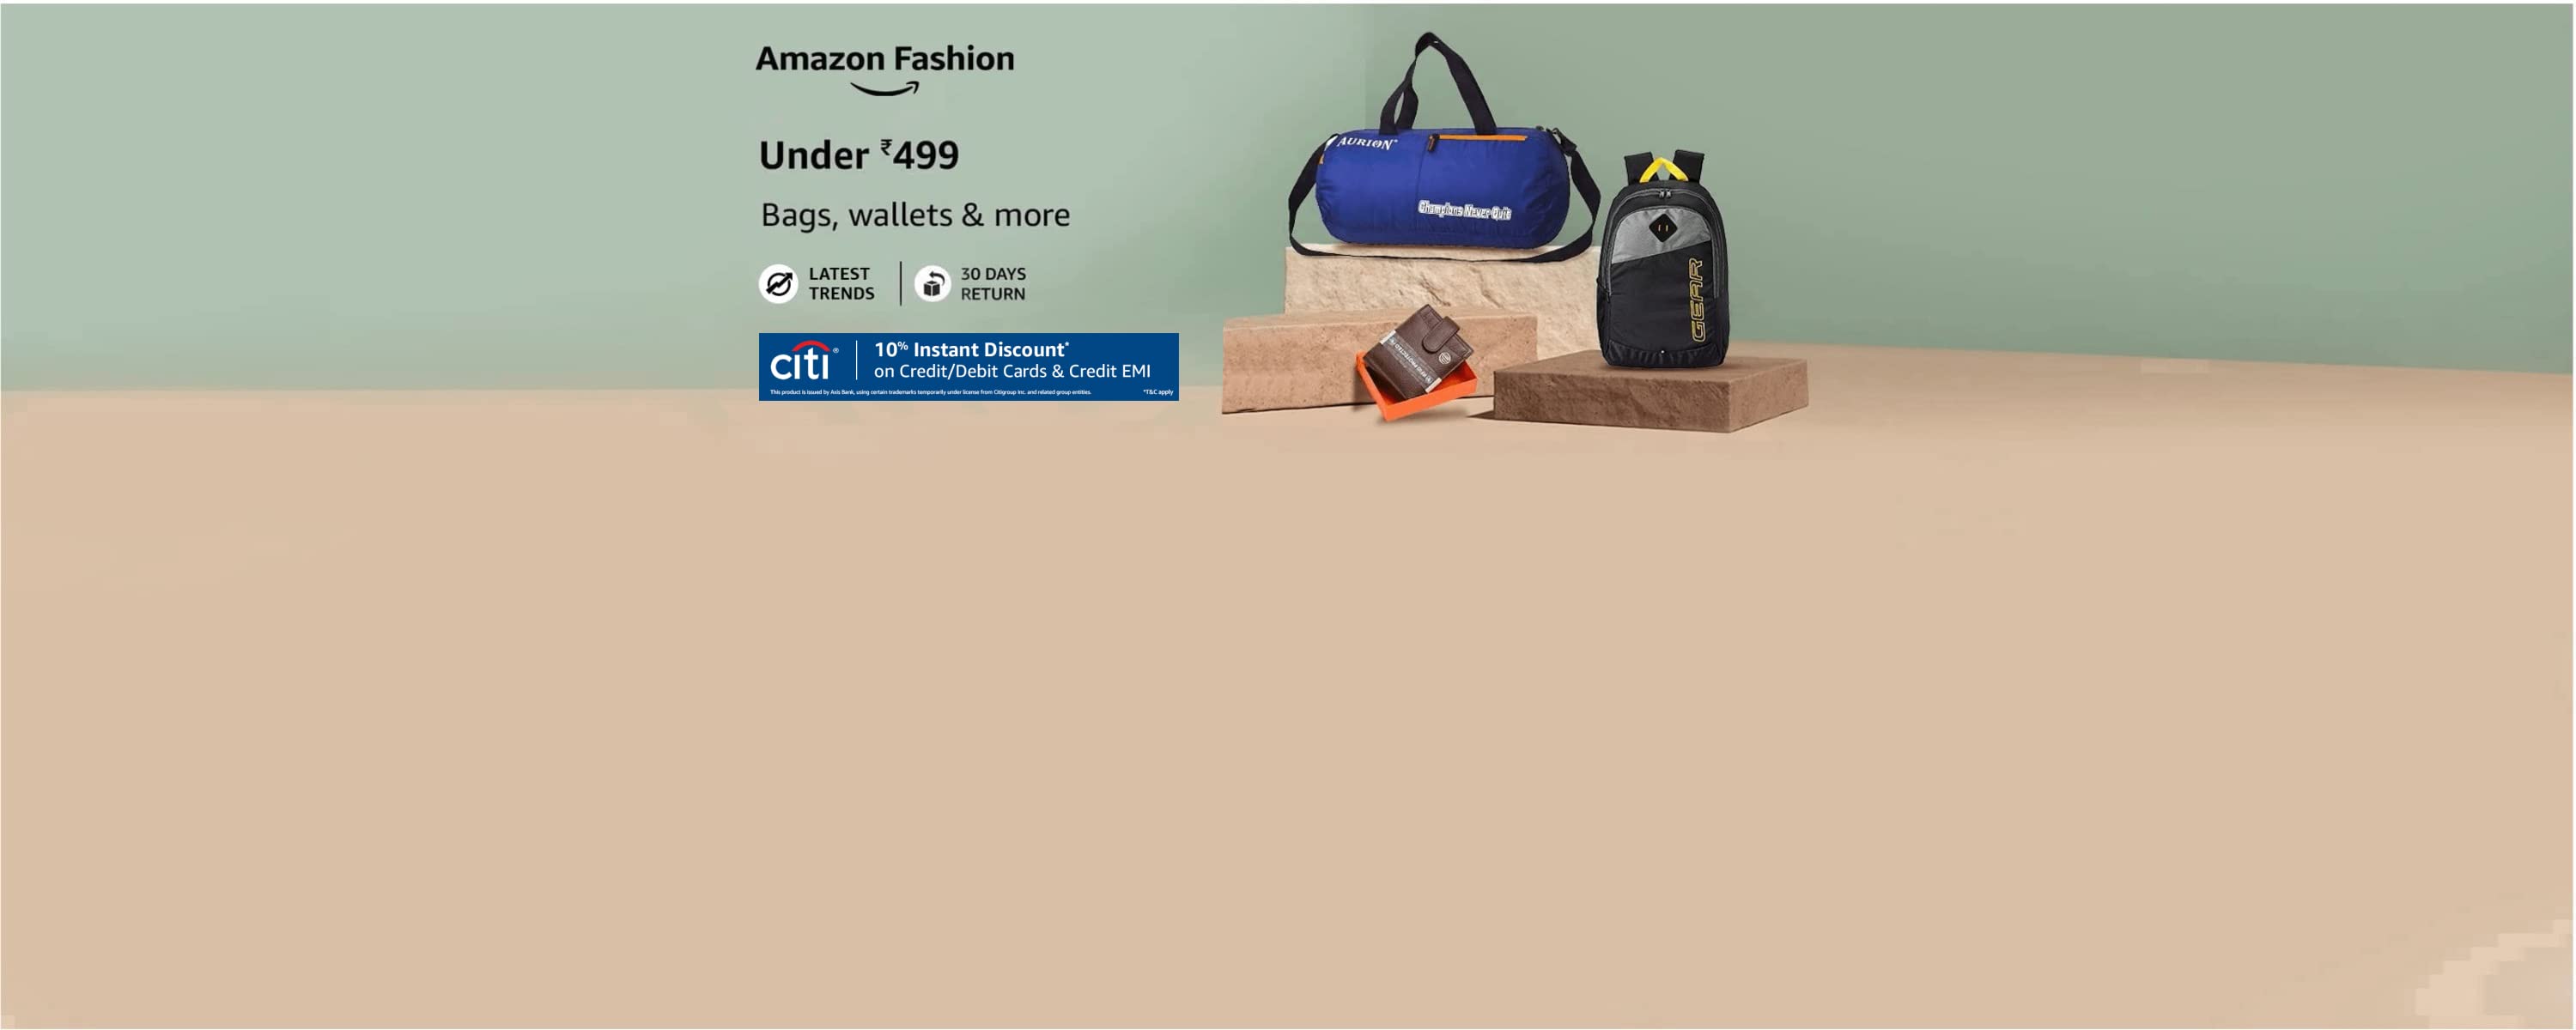 Amazon Fashion
Under ₹499
Bags, wallets & more
LATEST
TRENDS
30 DAYS
RETURN
citi®
10% Instant Discount*
on Credit/Debit Cards & Credit EMI
This product is issued by Axis Bank, using certain trademarks temporarily under license from Citigroup Inc. and related group entities.
*T&C apply
AURION®
Champions Never Quit
GEAR